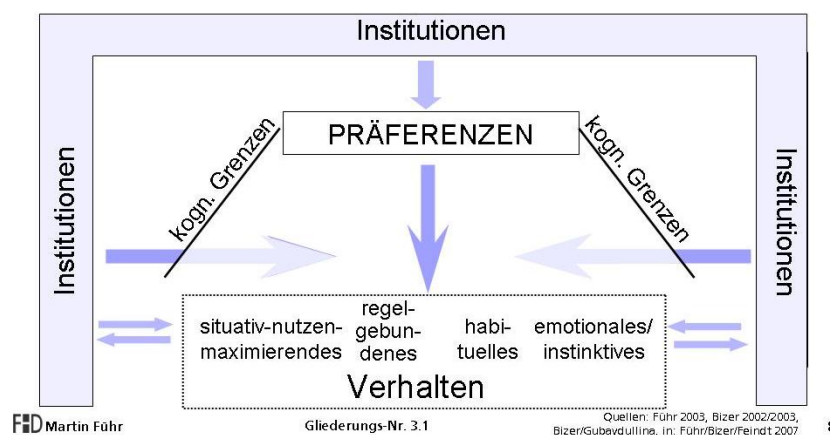 Institutionen
PRÄFERENZEN
kogn. Grenzen
kogn. Grenzen
Institutionen
Institutionen
situativ-nutzen-
maximierendes
regel-
gebun-
denes
habi-
tuelles
emotionales/
instinktives
Verhalten
FHD Martin Führ
Gliederungs-Nr. 3.1
Quellen: Führ 2003, Bizer 2002/2003,
Bizer/Gubaydullina, in: Führ/Bizer/Feindt 2007